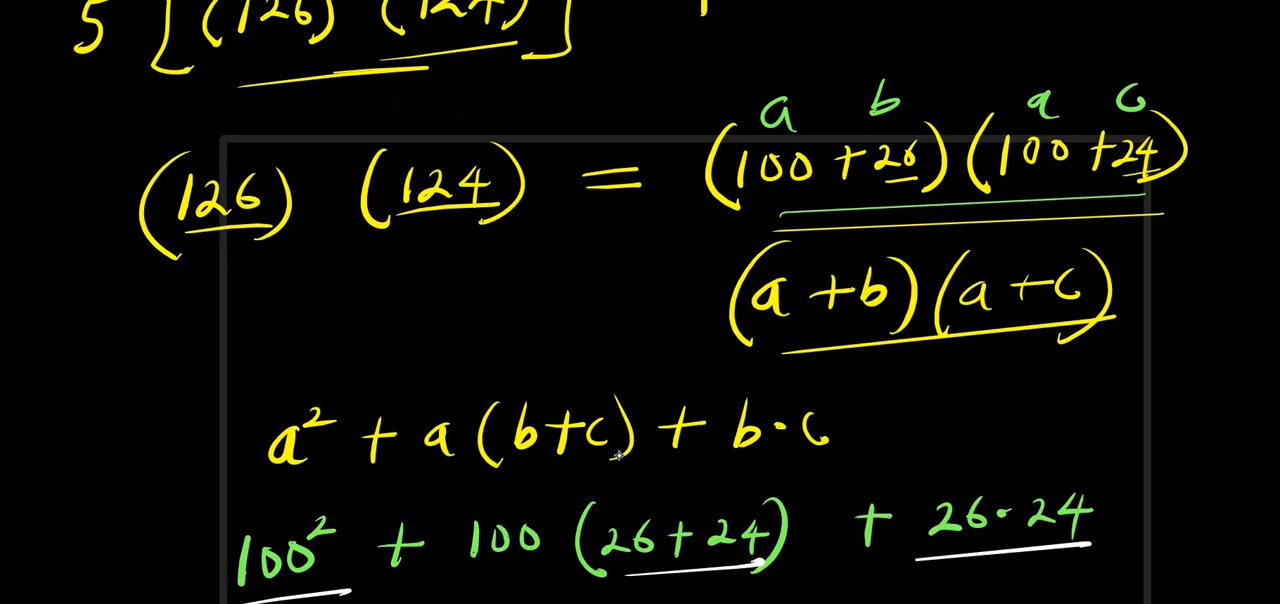 5 [(126) (124)]
a b a c
(126) (124) = (100 + 26) (100 + 24)
(a + b) (a + c)
a² + a (b + c) + b · c
100² + 100 (26 + 24) + 26 · 24